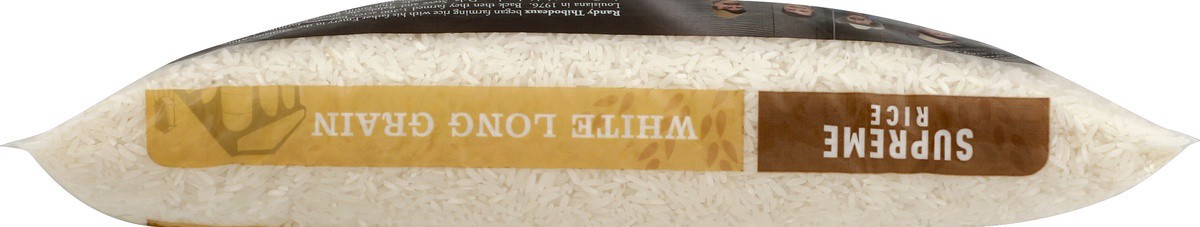 SUPREME
RICE
WHITE LONG GRAIN
Randy Thibodeaux began farming rice with his father
Louisiana in 1976. Back then they farmed